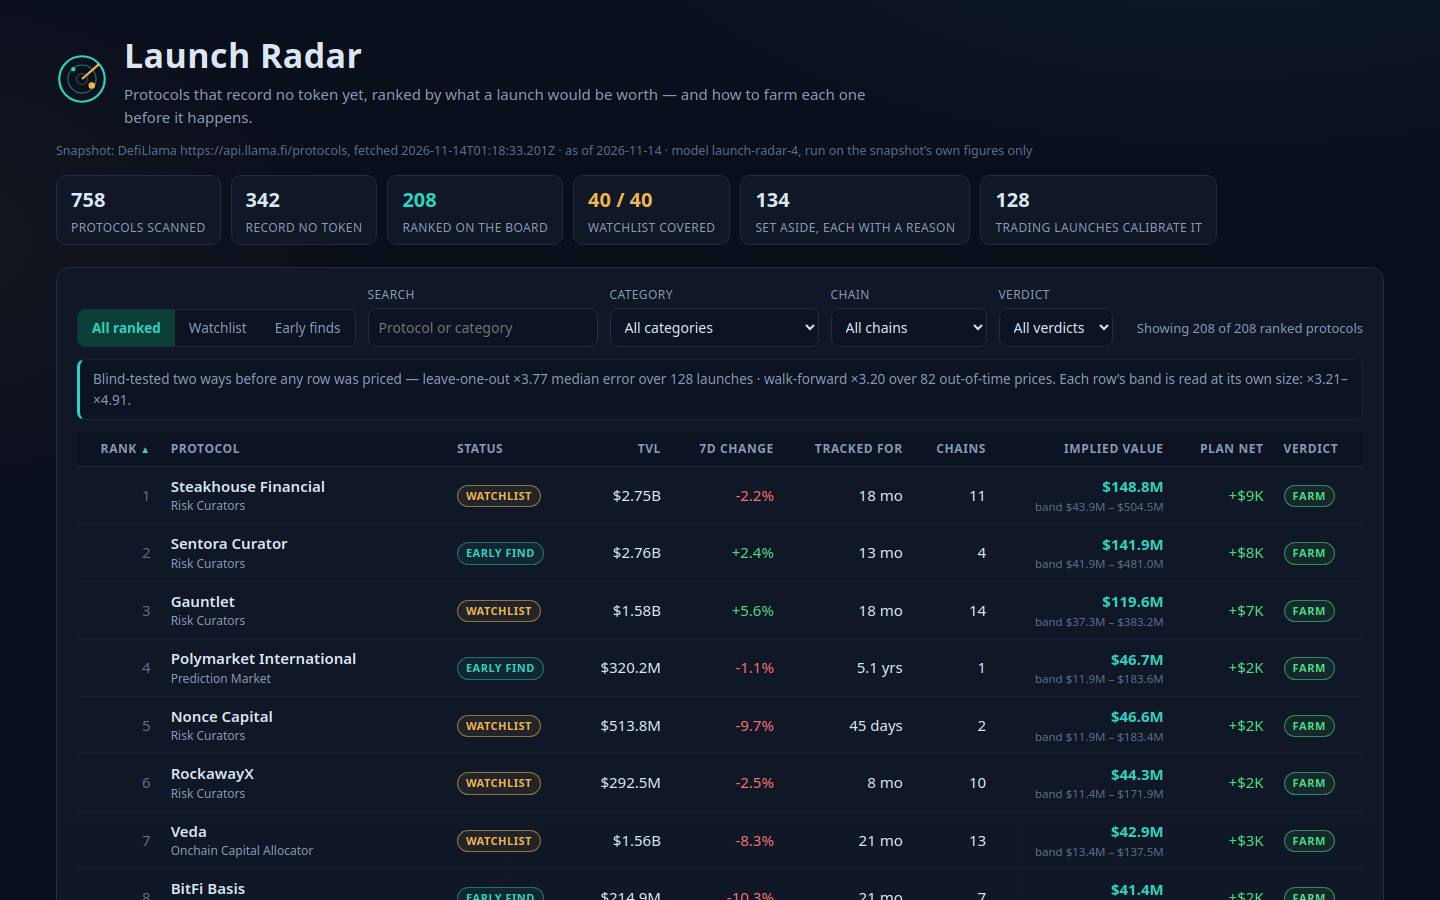 Launch Radar
Protocols that record no token yet, ranked by what a launch would be worth — and how to farm each one
before it happens.
Snapshot: DefiLlama https://api.llama.fi/protocols, fetched 2026-11-14T01:18:33.201Z · as of 2026-11-14 · model launch-radar-4, run on the snapshot's own figures only
758 342 208 40 / 40 134 128
PROTOCOLS SCANNED RECORD NO TOKEN RANKED ON THE BOARD WATCHLIST COVERED SET ASIDE, EACH WITH A REASON TRADING LAUNCHES CALIBRATE IT
SEARCH CATEGORY CHAIN VERDICT
All ranked Watchlist Early finds Protocol or category All categories All chains All verdicts Showing 208 of 208 ranked protocols
Blind-tested two ways before any row was priced — leave-one-out ×3.77 median error over 128 launches · walk-forward ×3.20 over 82 out-of-time prices. Each row's band is read at its own size: ×3.21–
×4.91.
RANK ▲ PROTOCOL STATUS TVL 7D CHANGE TRACKED FOR CHAINS IMPLIED VALUE PLAN NET VERDICT
1 Steakhouse Financial WATCHLIST $2.75B -2.2% 18 mo 11 $148.8M +$9K FARM
Risk Curators band $43.9M – $504.5M
2 Sentora Curator EARLY FIND $2.76B +2.4% 13 mo 4 $141.9M +$8K FARM
Risk Curators band $41.9M – $481.0M
3 Gauntlet WATCHLIST $1.58B +5.6% 18 mo 14 $119.6M +$7K FARM
Risk Curators band $37.3M – $383.2M
4 Polymarket International EARLY FIND $320.2M -1.1% 5.1 yrs 1 $46.7M +$2K FARM
Prediction Market band $11.9M – $183.6M
5 Nonce Capital WATCHLIST $513.8M -9.7% 45 days 2 $46.6M +$2K FARM
Risk Curators band $11.9M – $183.4M
6 RockawayX WATCHLIST $292.5M -2.5% 8 mo 10 $44.3M +$2K FARM
Risk Curators band $11.4M – $171.9M
7 Veda WATCHLIST $1.56B -8.3% 21 mo 13 $42.9M +$3K FARM
Onchain Capital Allocator band $13.4M – $137.5M
8 BitFi Basis EARLY FIND $214.9M -10.3% 21 mo 7 $41.4M +$2K FARM